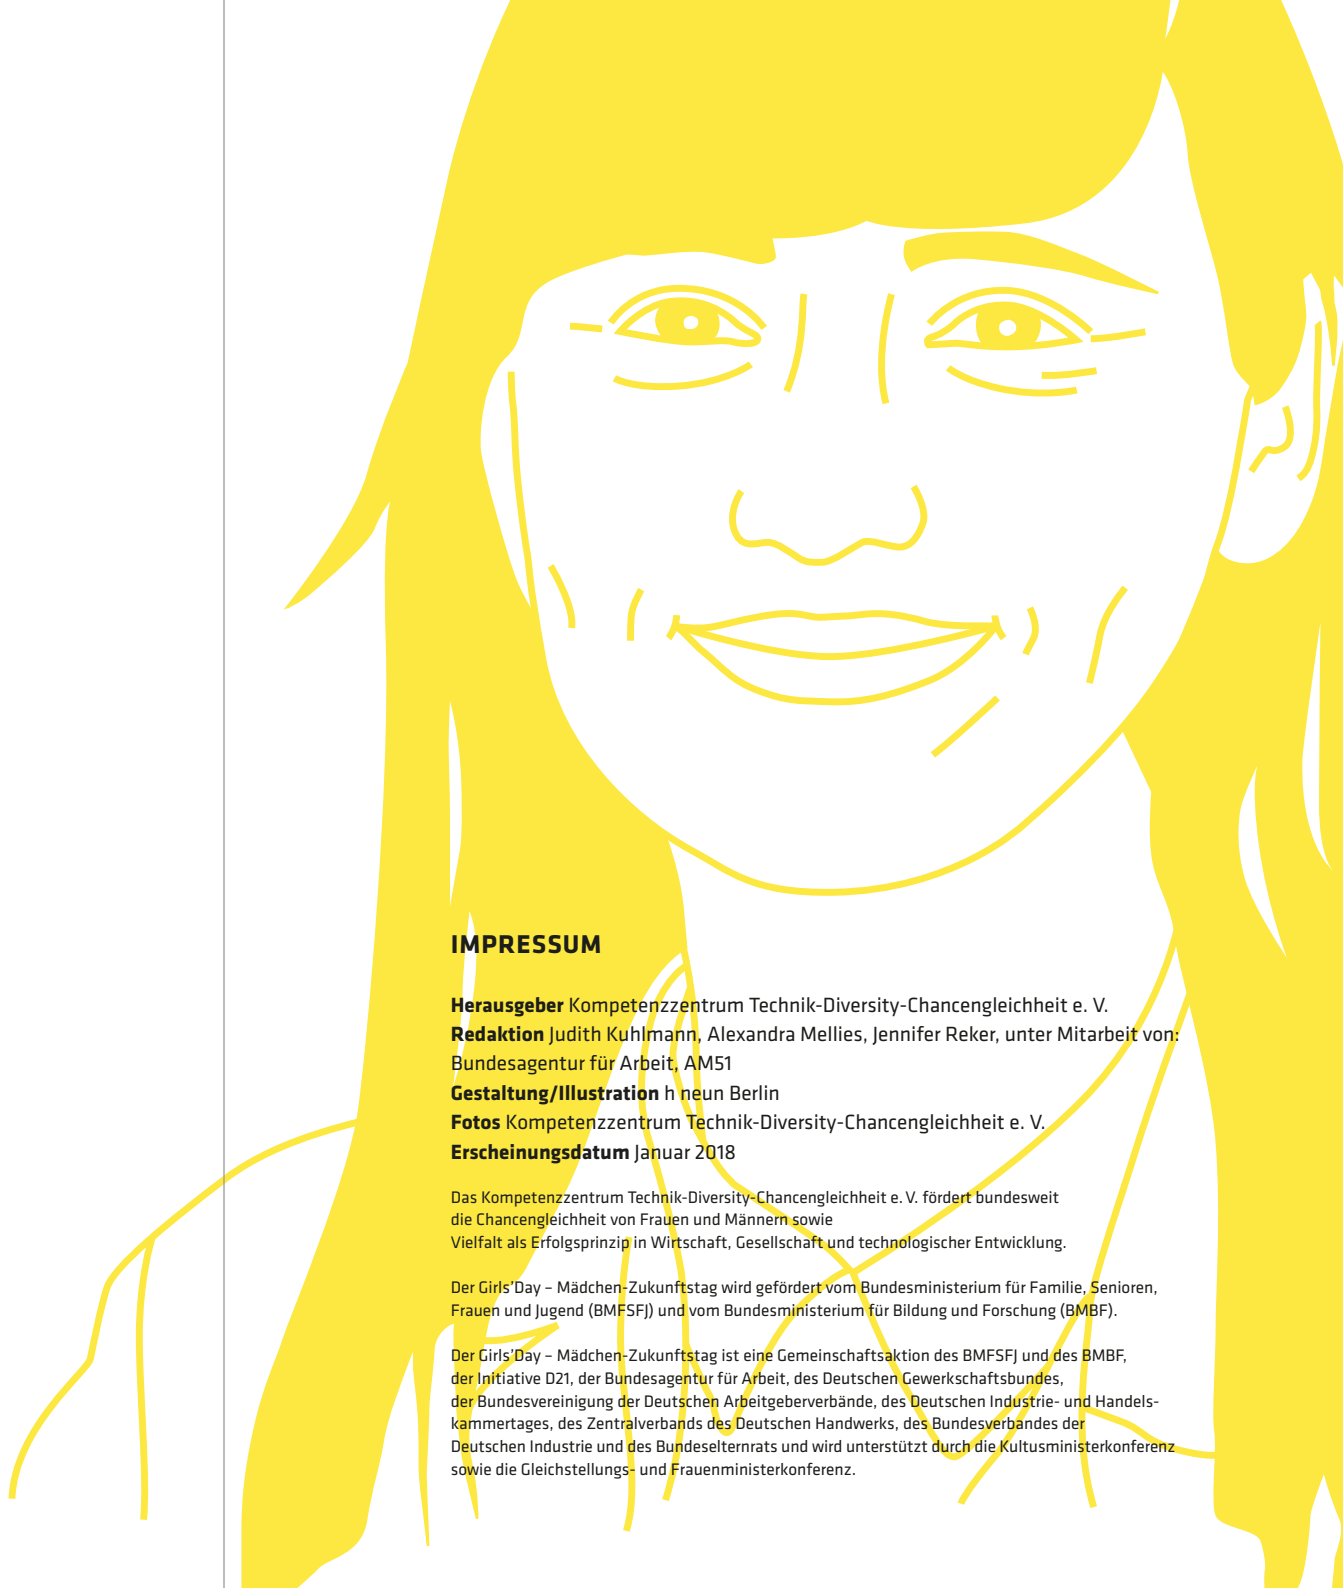 IMPRESSUM
Herausgeber Kompetenzzentrum Technik-Diversity-Chancengleichheit e. V.
Redaktion Judith Kuhlmann, Alexandra Mellies, Jennifer Reker, unter Mitarbeit von:
Bundesagentur für Arbeit, AM51
Gestaltung/Illustration h neun Berlin
Fotos Kompetenzzentrum Technik-Diversity-Chancengleichheit e. V.
Erscheinungsdatum Januar 2018
Das Kompetenzzentrum Technik-Diversity-Chancengleichheit e. V. fördert bundesweit
die Chancengleichheit von Frauen und Männern sowie
Vielfalt als Erfolgsprinzip in Wirtschaft, Gesellschaft und technologischer Entwicklung.
Der Girls’Day – Mädchen-Zukunftstag wird gefördert vom Bundesministerium für Familie, Senioren,
Frauen und Jugend (BMFSFJ) und vom Bundesministerium für Bildung und Forschung (BMBF).
Der Girls’Day – Mädchen-Zukunftstag ist eine Gemeinschaftsaktion des BMFSFJ und des BMBF,
der Initiative D21, der Bundesagentur für Arbeit, des Deutschen Gewerkschaftsbundes,
der Bundesvereinigung der Deutschen Arbeitgeberverbände, des Deutschen Industrie- und Handels-
kammertages, des Zentralverbands des Deutschen Handwerks, des Bundesverbandes der
Deutschen Industrie und des Bundeselternrats und wird unterstützt durch die Kultusministerkonferenz
sowie die Gleichstellungs- und Frauenministerkonferenz.